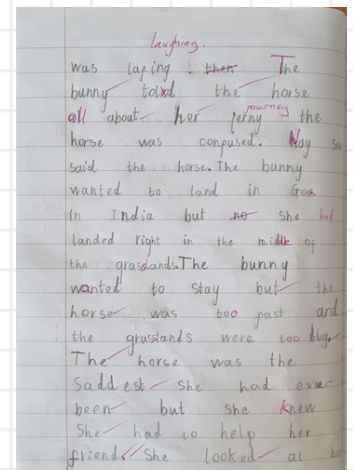 laughing.
was laping . then The
bunny told the horse
all about her jerny journey the
horse was confused. Nay so
said the horse. The bunny
wanted to land in Goa
in India but no she had
landed right in the middle of
the grasslands. The bunny
wanted to stay but the
horse was too fast and
the grasslands were too big.
The horse was the
Saddest she had ever
been but she knew
She had to help her
friend. She looked at